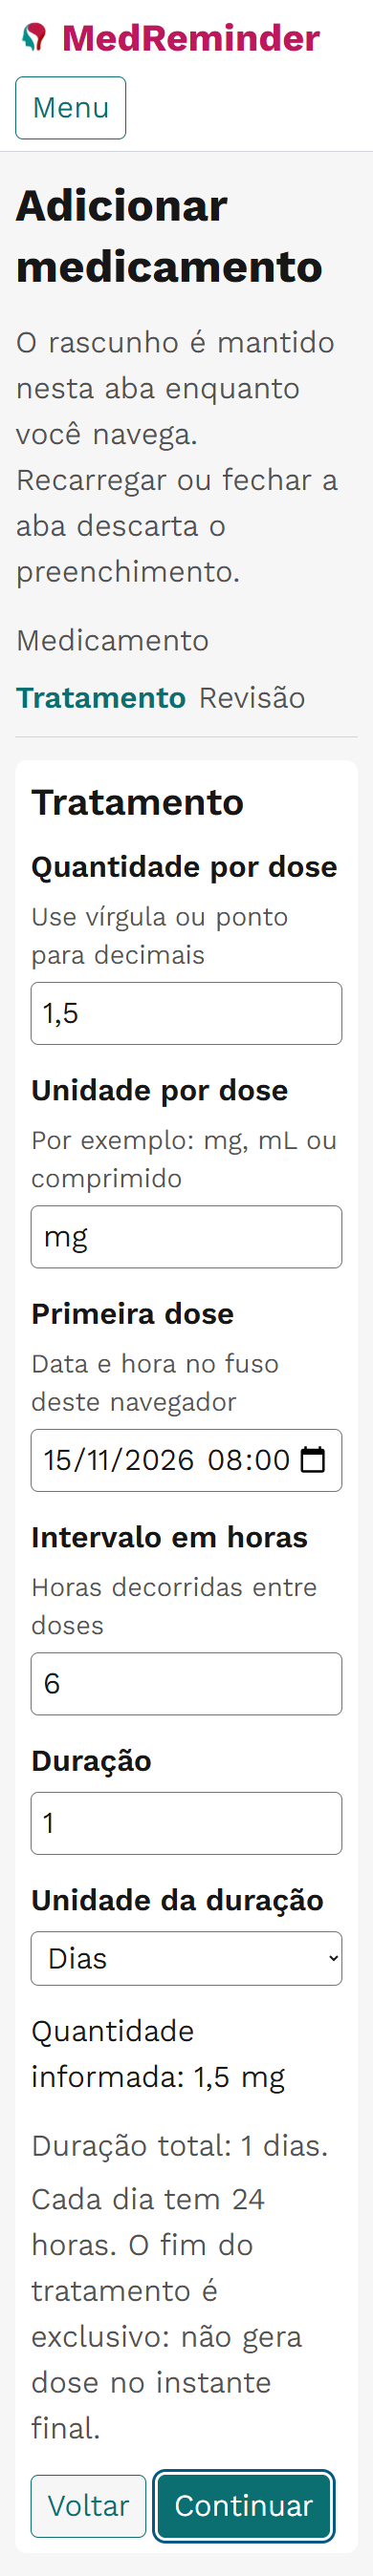 MedReminder
Menu
Adicionar
medicamento
O rascunho é mantido
nesta aba enquanto
você navega.
Recarregar ou fechar a
aba descarta o
preenchimento.
Medicamento
Tratamento Revisão
Tratamento
Quantidade por dose
Use vírgula ou ponto
para decimais
1,5
Unidade por dose
Por exemplo: mg, mL ou
comprimido
mg
Primeira dose
Data e hora no fuso
deste navegador
15/11/2026 08:00
Intervalo em horas
Horas decorridas entre
doses
6
Duração
1
Unidade da duração
Dias
Quantidade
informada: 1,5 mg
Duração total: 1 dias.
Cada dia tem 24
horas. O fim do
tratamento é
exclusivo: não gera
dose no instante
final.
Voltar Continuar